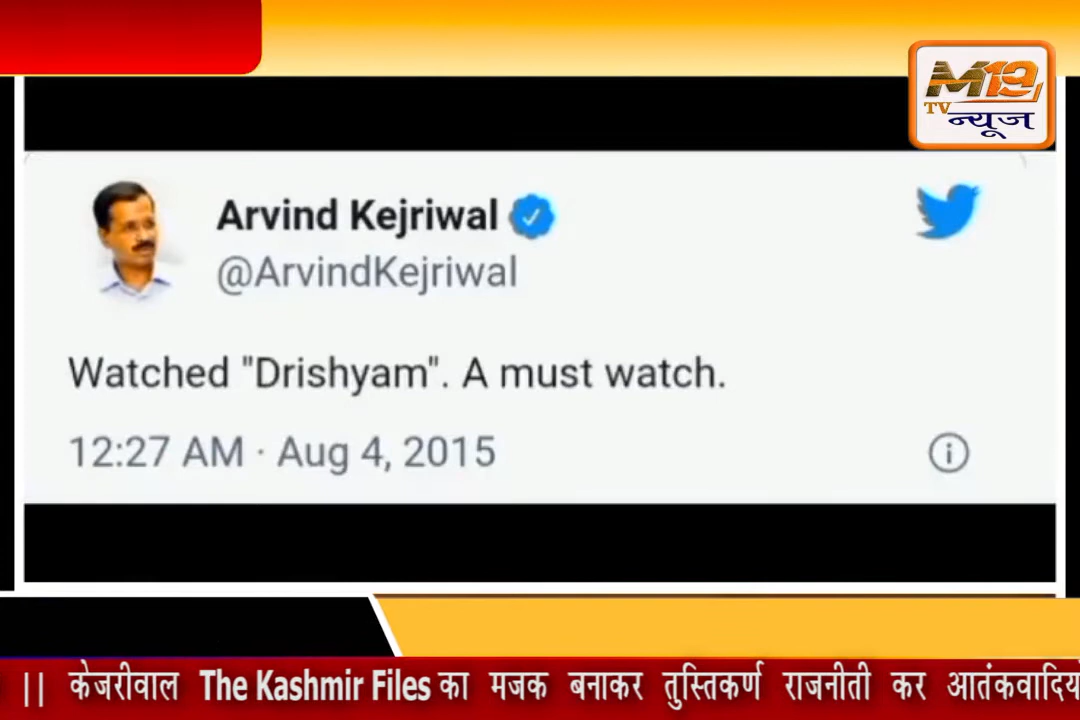 M19
TV
न्यूज
Arvind Kejriwal
@ArvindKejriwal
Watched "Drishyam". A must watch.
12:27 AM · Aug 4, 2015
|| केजरीवाल The Kashmir Files का मजक बनाकर तुस्तिकर्ण राजनीती कर आतंकवादिय